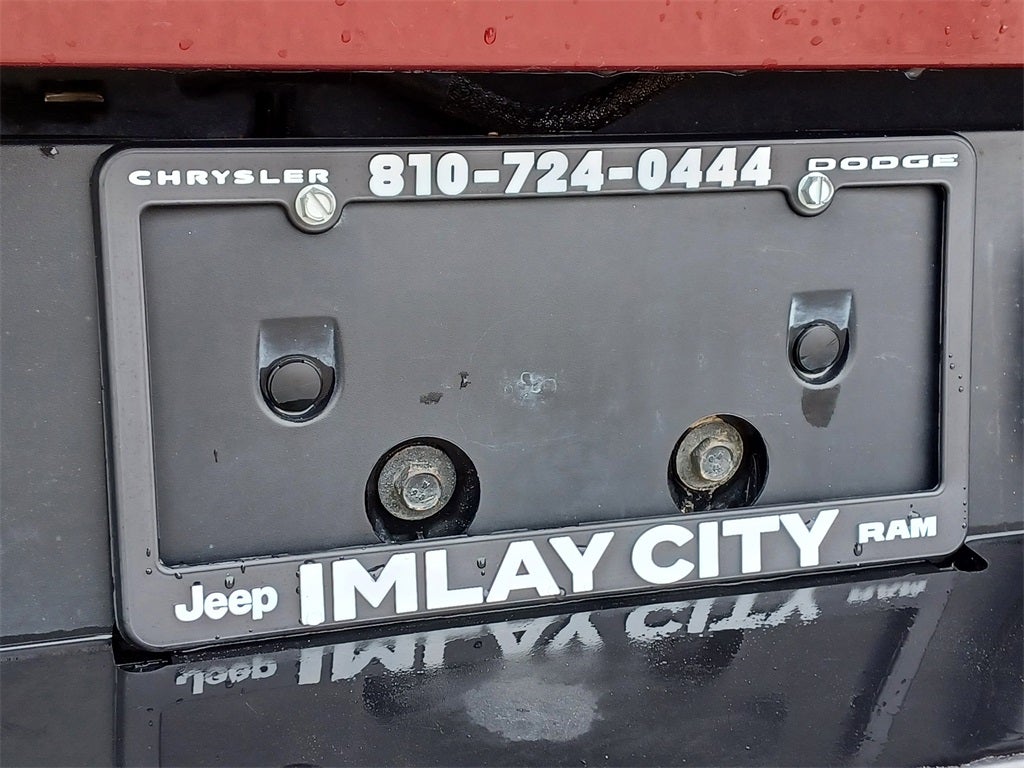 CHRYSLER 810-724-0444 DODGE
Jeep IMLAY CITY RAM